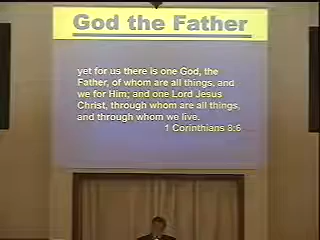 God the Father
yet for us there is one God, the
Father, of whom are all things, and
we for Him; and one Lord Jesus
Christ, through whom are all things,
and through whom we live.
1 Corinthians 8:6